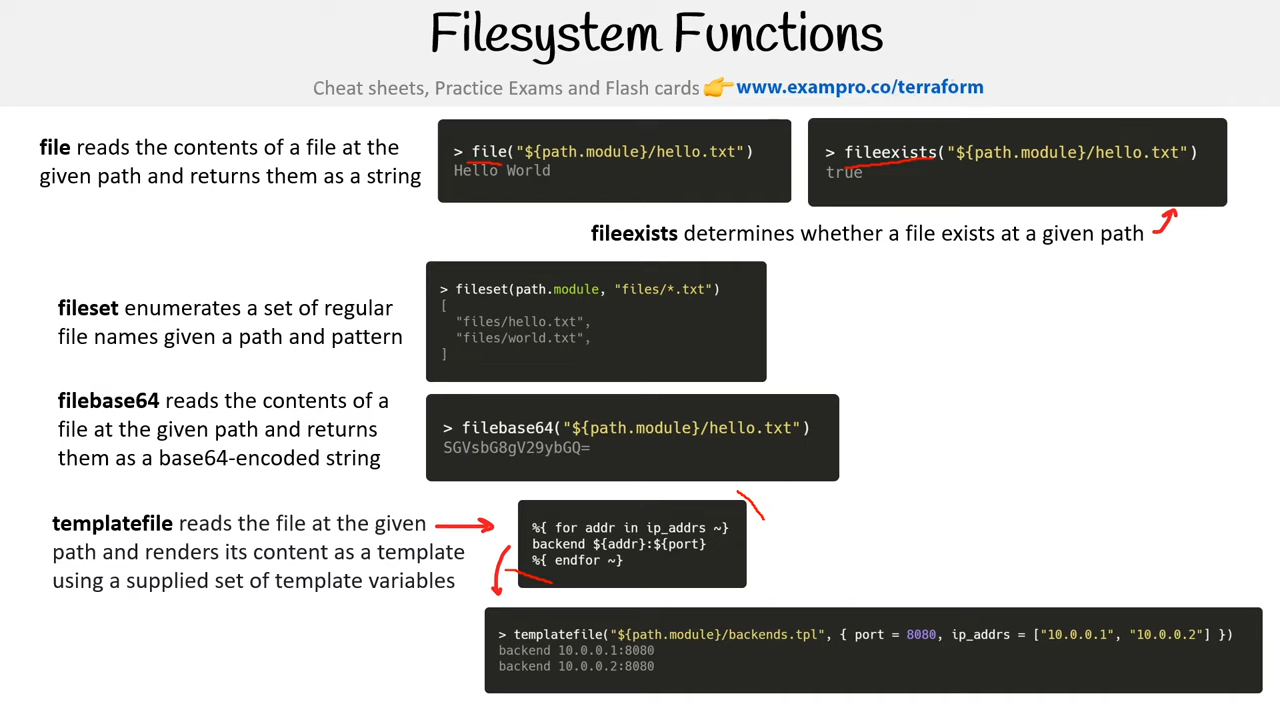 Filesystem Functions
Cheat sheets, Practice Exams and Flash cards 👉 www.exampro.co/terraform
file reads the contents of a file at the
given path and returns them as a string
> file("${path.module}/hello.txt")
Hello World
> fileexists("${path.module}/hello.txt")
true
fileexists determines whether a file exists at a given path
fileset enumerates a set of regular
file names given a path and pattern
> fileset(path.module, "files/*.txt")
[
"files/hello.txt",
"files/world.txt",
]
filebase64 reads the contents of a
file at the given path and returns
them as a base64-encoded string
> filebase64("${path.module}/hello.txt")
SGVsbG8gV29ybGQ=
templatefile reads the file at the given
path and renders its content as a template
using a supplied set of template variables
%{ for addr in ip_addrs ~}
backend ${addr}:${port}
%{ endfor ~}
> templatefile("${path.module}/backends.tpl", { port = 8080, ip_addrs = ["10.0.0.1", "10.0.0.2"] })
backend 10.0.0.1:8080
backend 10.0.0.2:8080